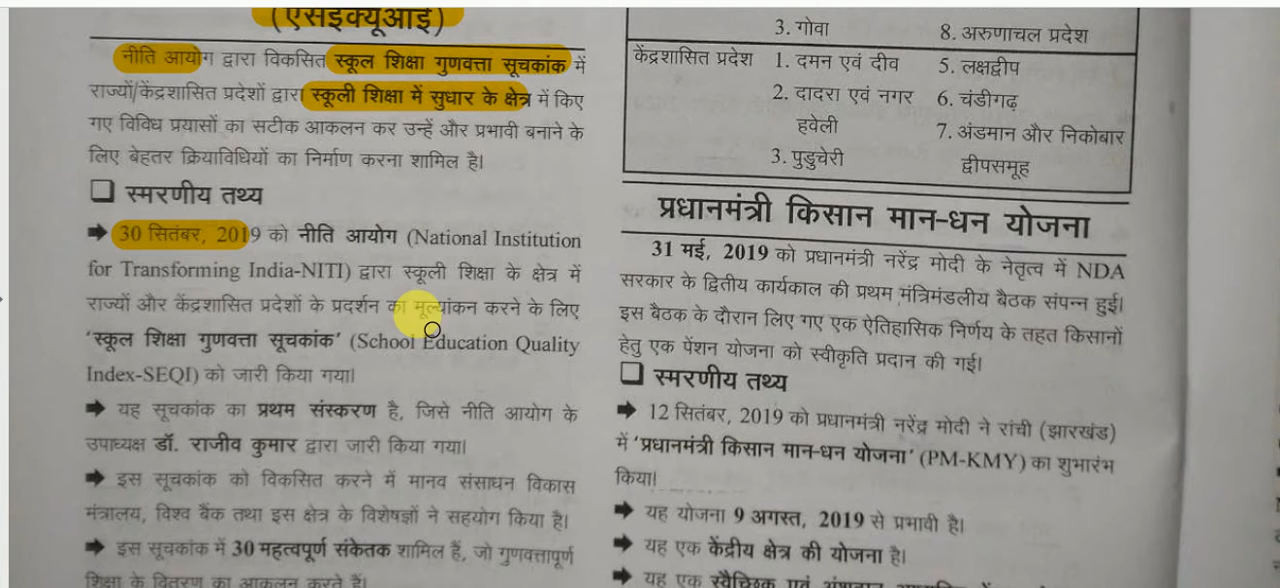 (एसइक्यूआई)
नीति आयोग द्वारा विकसित स्कूल शिक्षा गुणवत्ता सूचकांक में
राज्यों/केंद्रशासित प्रदेशों द्वारा स्कूली शिक्षा में सुधार के क्षेत्र में किए
गए विविध प्रयासों का सटीक आकलन कर उन्हें और प्रभावी बनाने के
लिए बेहतर क्रियाविधियों का निर्माण करना शामिल है।
❑ स्मरणीय तथ्य
➡ 30 सितंबर, 2019 को नीति आयोग (National Institution
for Transforming India-NITI) द्वारा स्कूली शिक्षा के क्षेत्र में
राज्यों और केंद्रशासित प्रदेशों के प्रदर्शन का मूल्यांकन करने के लिए
‘स्कूल शिक्षा गुणवत्ता सूचकांक’ (School Education Quality
Index-SEQI) को जारी किया गया।
➡ यह सूचकांक का प्रथम संस्करण है, जिसे नीति आयोग के
उपाध्यक्ष डॉ. राजीव कुमार द्वारा जारी किया गया।
➡ इस सूचकांक को विकसित करने में मानव संसाधन विकास
मंत्रालय, विश्व बैंक तथा इस क्षेत्र के विशेषज्ञों ने सहयोग किया है।
➡ इस सूचकांक में 30 महत्वपूर्ण संकेतक शामिल हैं, जो गुणवत्तापूर्ण
शिक्षा के वितरण का आकलन करते हैं।
3. गोवा 8. अरुणाचल प्रदेश
केंद्रशासित प्रदेश 1. दमन एवं दीव 5. लक्षद्वीप
2. दादरा एवं नगर 6. चंडीगढ़
हवेली 7. अंडमान और निकोबार
3. पुडुचेरी द्वीपसमूह
प्रधानमंत्री किसान मान-धन योजना
31 मई, 2019 को प्रधानमंत्री नरेंद्र मोदी के नेतृत्व में NDA
सरकार के द्वितीय कार्यकाल की प्रथम मंत्रिमंडलीय बैठक संपन्न हुई।
इस बैठक के दौरान लिए गए एक ऐतिहासिक निर्णय के तहत किसानों
हेतु एक पेंशन योजना को स्वीकृति प्रदान की गई।
❑ स्मरणीय तथ्य
➡ 12 सितंबर, 2019 को प्रधानमंत्री नरेंद्र मोदी ने रांची (झारखंड)
में ‘प्रधानमंत्री किसान मान-धन योजना’ (PM-KMY) का शुभारंभ
किया।
➡ यह योजना 9 अगस्त, 2019 से प्रभावी है।
➡ यह एक केंद्रीय क्षेत्र की योजना है।
➡ यह एक स्वैच्छिक एवं अंशदान